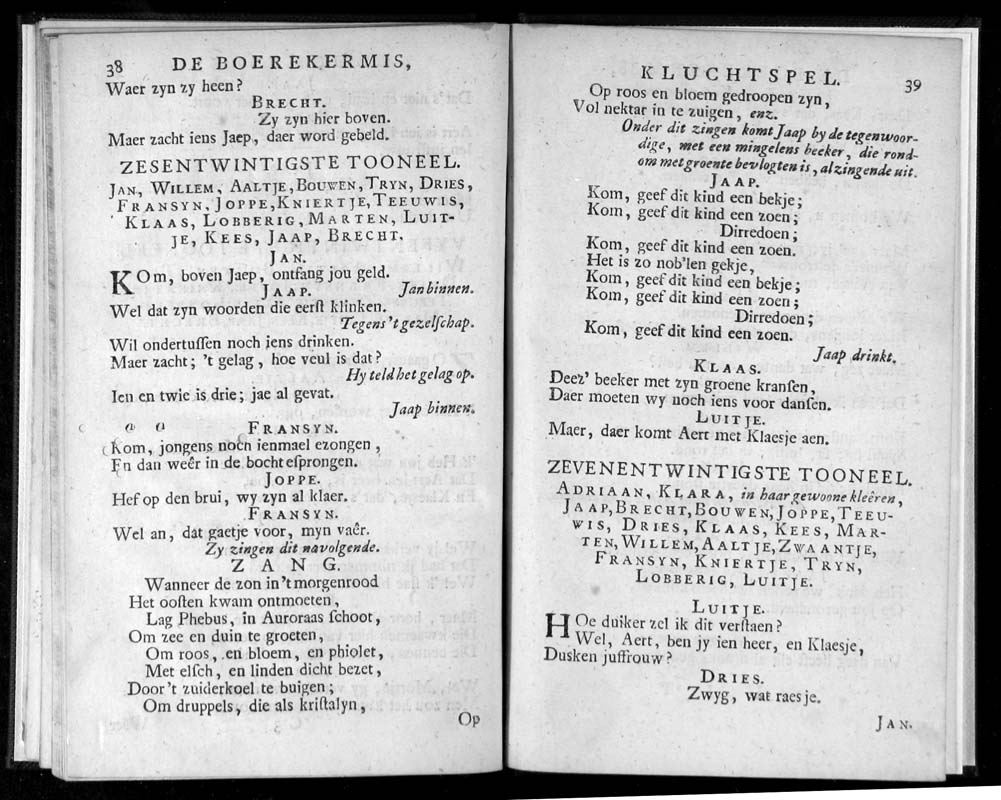 38 DE BOEREKERMIS,
Waer zyn zy heen?
BRECHT.
Zy zyn hier boven.
Maer zacht iens Jaep, daer word gebeld.
ZESENTWINTIGSTE TOONEEL.
JAN, WILLEM, AALTJE, BOUWEN, TRYN, DRIES,
FRANSYN, JOPPE, KNIERTJE, TEEUWIS,
KLAAS, LOBBERIG, MARTEN, LUIT-
JE, KEES, JAAP, BRECHT.
JAN.
KOm, boven Jaep, ontfang jou geld.
JAAP. Jan binnen.
Wel dat zyn woorden die eerſt klinken.
Tegens 't gezelſchap.
Wil ondertuſſen noch iens drinken.
Maer zacht; 't gelag, hoe veul is dat?
Hy teld het gelag op.
Ien en twie is drie; jae al gevat.
Jaap binnen.
FRANSYN.
Kom, jongens noch ienmael ezongen,
En dan weêr in de bocht eſprongen.
JOPPE.
Hef op den brui, wy zyn al klaer.
FRANSYN.
Wel an, dat gaetje voor, myn vaêr.
Zy zingen dit navolgende.
ZANG.
Wanneer de zon in 't morgenrood
Het ooſten kwam ontmoeten,
Lag Phebus, in Auroraas ſchoot,
Om zee en duin te groeten,
Om roos, en bloem, en phiolet,
Met elſch, en linden dicht bezet,
Door 't zuiderkoel te buigen;
Om druppels, die als kriſtalyn,
Op
KLUCHTSPEL. 39
Op roos en bloem gedroopen zyn,
Vol nektar in te zuigen, enz.
Onder dit zingen komt Jaap by de tegenwoor-
dige, met een mingelens beeker, die rond-
om met groente bevlogten is, al zingende uit.
JAAP.
Kom, geef dit kind een bekje;
Kom, geef dit kind een zoen;
Dirredoen;
Kom, geef dit kind een zoen.
Het is zo nob'len gekje,
Kom, geef dit kind een bekje;
Kom, geef dit kind een zoen;
Dirredoen;
Kom, geef dit kind een zoen.
Jaap drinkt.
KLAAS.
Deez' beeker met zyn groene kranſen,
Daer moeten wy noch iens voor danſen.
LUITJE.
Maer, daer komt Aert met Klaesje aen.
ZEVENENTWINTIGSTE TOONEEL.
ADRIAAN, KLARA, in haar gewoone kleêren,
JAAP, BRECHT, BOUWEN, JOPPE, TEEU-
WIS, DRIES, KLAAS, KEES, MAR-
TEN, WILLEM, AALTJE, ZWAANTJE,
FRANSYN, KNIERTJE, TRYN,
LOBBERIG, LUITJE.
LUITJE.
HOe duiker zel ik dit verſtaen?
Wel, Aert, ben jy ien heer, en Klaesje,
Dusken juffrouw?
DRIES.
Zwyg, wat raesje.
JAN.